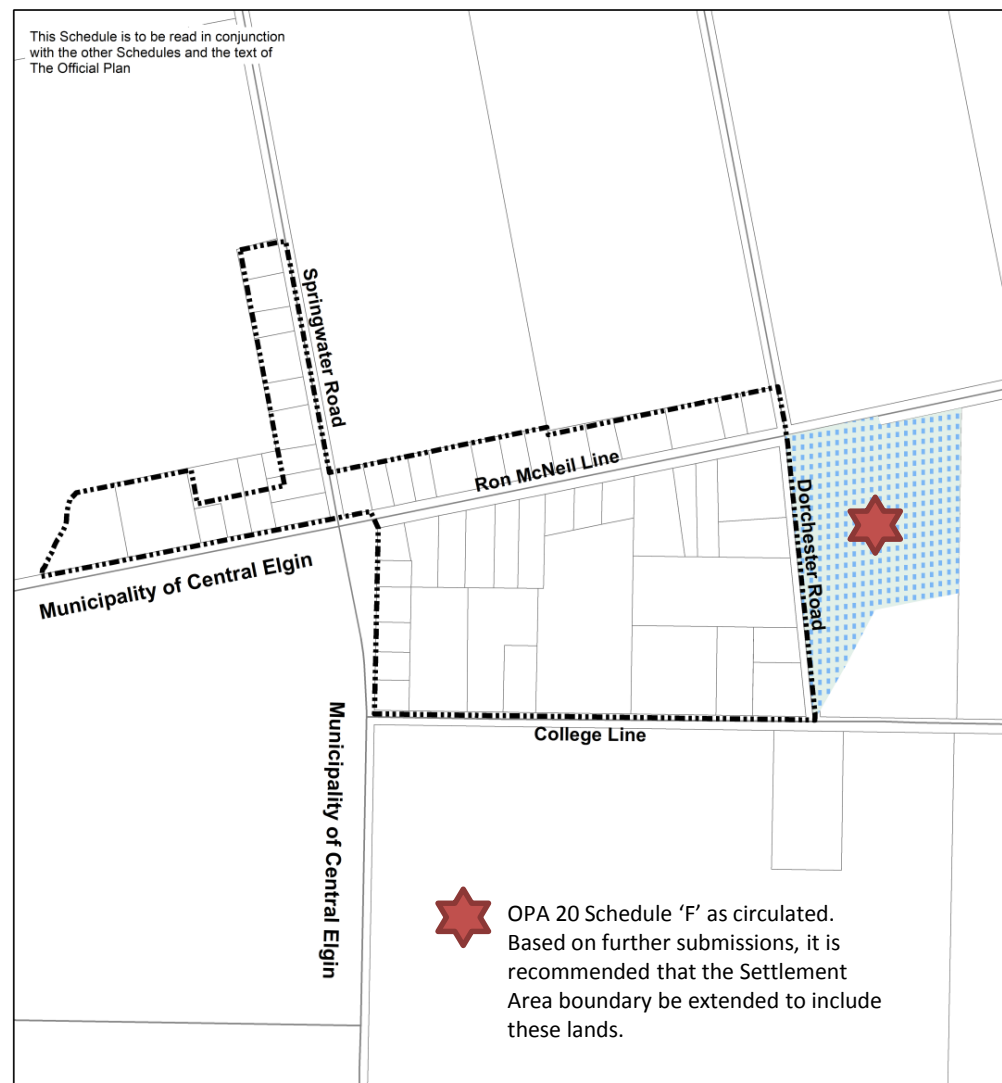 This Schedule is to be read in conjunction
with the other Schedules and the text of
The Official Plan
Springwater Road
Ron McNeil Line
Dorchester Road
Municipality of Central Elgin
College Line
Municipality of Central Elgin
OPA 20 Schedule ‘F’ as circulated.
Based on further submissions, it is
recommended that the Settlement
Area boundary be extended to include
these lands.